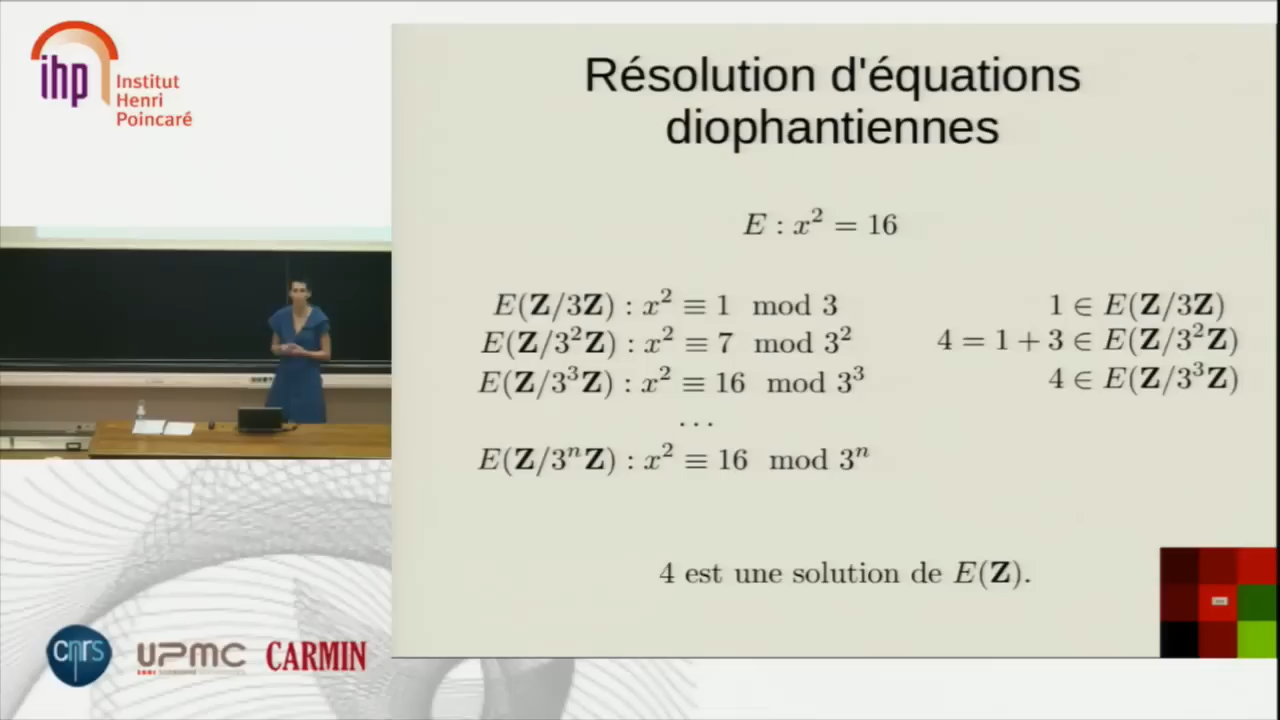 ihp
Institut
Henri
Poincaré
Résolution d'équations
diophantiennes
E : x² = 16
E(Z/3Z) : x² ≡ 1 mod 3
1 ∈ E(Z/3Z)
E(Z/3²Z) : x² ≡ 7 mod 3²
4 = 1 + 3 ∈ E(Z/3²Z)
E(Z/3³Z) : x² ≡ 16 mod 3³
4 ∈ E(Z/3³Z)
...
E(Z/3ⁿZ) : x² ≡ 16 mod 3ⁿ
4 est une solution de E(Z).
cnrs
UPMC
CARMIN